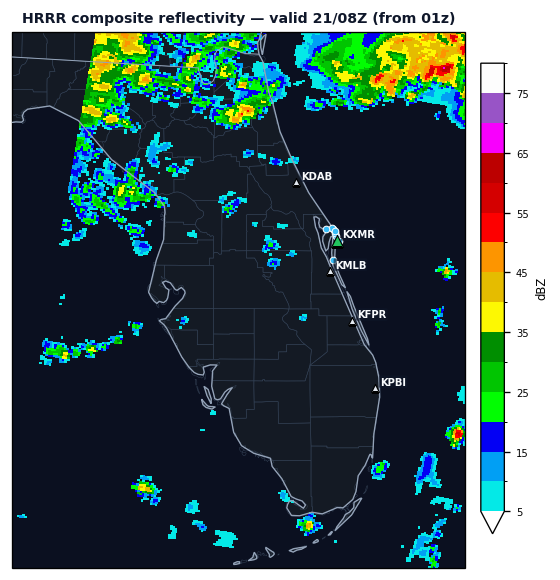 HRRR composite reflectivity — valid 21/08Z (from 01z)
KDAB
KXMR
KMLB
KFPR
KPBI
75
65
55
45
35
25
15
5
dBZ